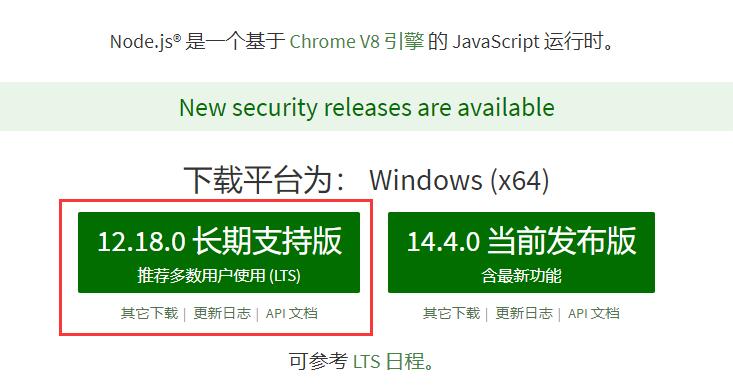 Node.js® 是一个基于 Chrome V8 引擎 的 JavaScript 运行时。
New security releases are available
下载平台为： Windows (x64)
12.18.0 长期支持版
推荐多数用户使用 (LTS)
其它下载 | 更新日志 | API 文档
14.4.0 当前发布版
含最新功能
其它下载 | 更新日志 | API 文档
可参考 LTS 日程。